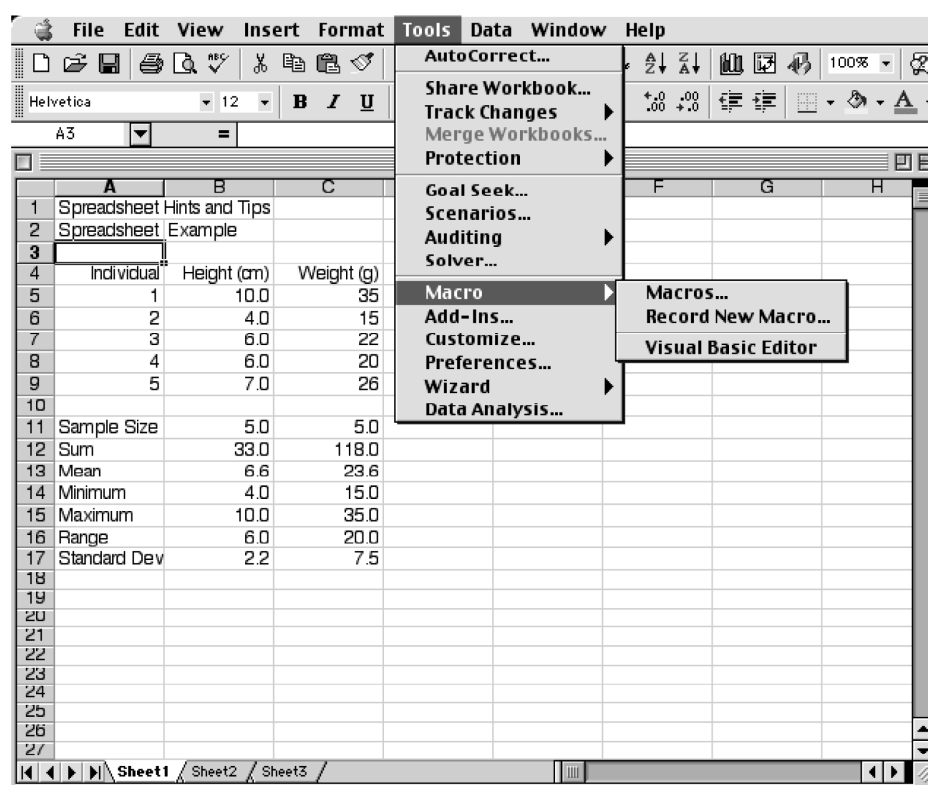 File Edit View Insert Format Tools Data Window Help
ABC 100%
Helvetica 12 B I U +.0 .00 .00 +.0 A
A3 =
AutoCorrect...
Share Workbook...
Track Changes
Merge Workbooks...
Protection
Goal Seek...
Scenarios...
Auditing
Solver...
Macro
Add-Ins...
Customize...
Preferences...
Wizard
Data Analysis...
Macros...
Record New Macro...
Visual Basic Editor
A B C F G H
1 Spreadsheet Hints and Tips
2 Spreadsheet Example
3
4 Individual Height (cm) Weight (g)
5 1 10.0 35
6 2 4.0 15
7 3 6.0 22
8 4 6.0 20
9 5 7.0 26
10
11 Sample Size 5.0 5.0
12 Sum 33.0 118.0
13 Mean 6.6 23.6
14 Minimum 4.0 15.0
15 Maximum 10.0 35.0
16 Range 6.0 20.0
17 Standard Dev 2.2 7.5
18
19
20
21
22
23
24
25
26
27
Sheet1 Sheet2 Sheet3